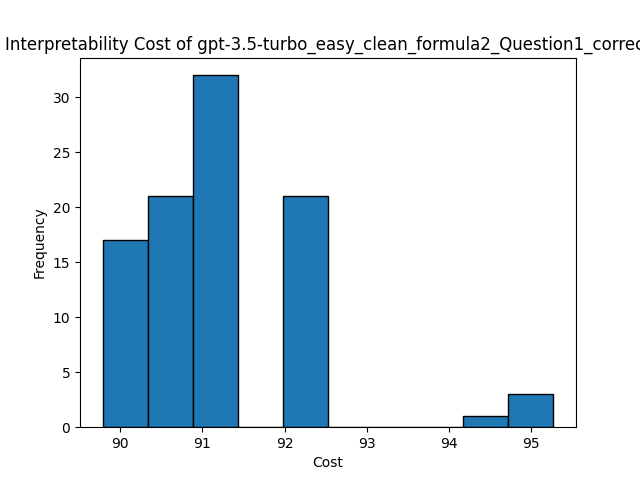 Interpretability Cost of gpt-3.5-turbo_easy_clean_formula2_Question1_correc
30
25
20
15
10
5
0
Frequency
90 91 92 93 94 95
Cost